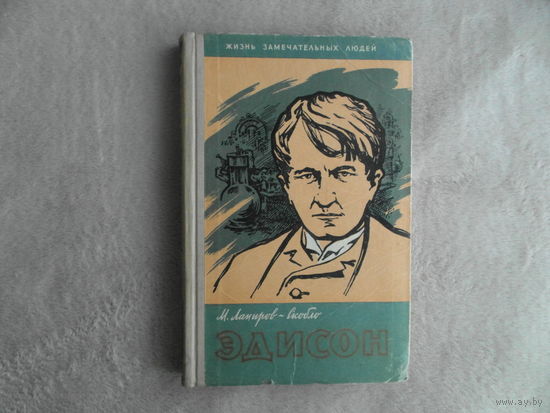 ЖИЗНЬ ЗАМЕЧАТЕЛЬНЫХ ЛЮДЕЙ
М. Лапиров-Скобло
ЭДИСОН
www.ay.by